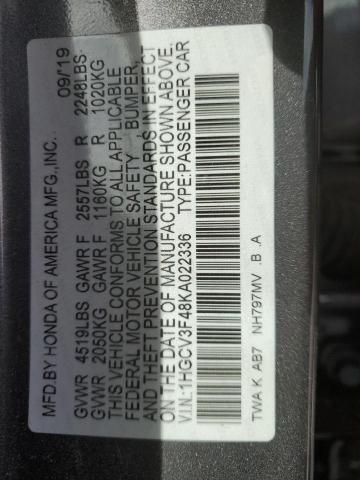 MFD.BY HONDA OF AMERICA MFG.,INC. 09/19
GVWR 4519LBS GAWR F 2557LBS R 2248LBS
GVWR 2050KG GAWR F 1160KG R 1020KG
THIS VEHICLE CONFORMS TO ALL APPLICABLE
FEDERAL MOTOR VEHICLE SAFETY BUMPER,
AND THEFT PREVENTION STANDARDS IN EFFECT
ON THE DATE OF MANUFACTURE SHOWN ABOVE.
V.I.N.:1HGCV3F48KA022336 TYPE:PASSENGER CAR
TWA K AB7 NH797MV .B .A